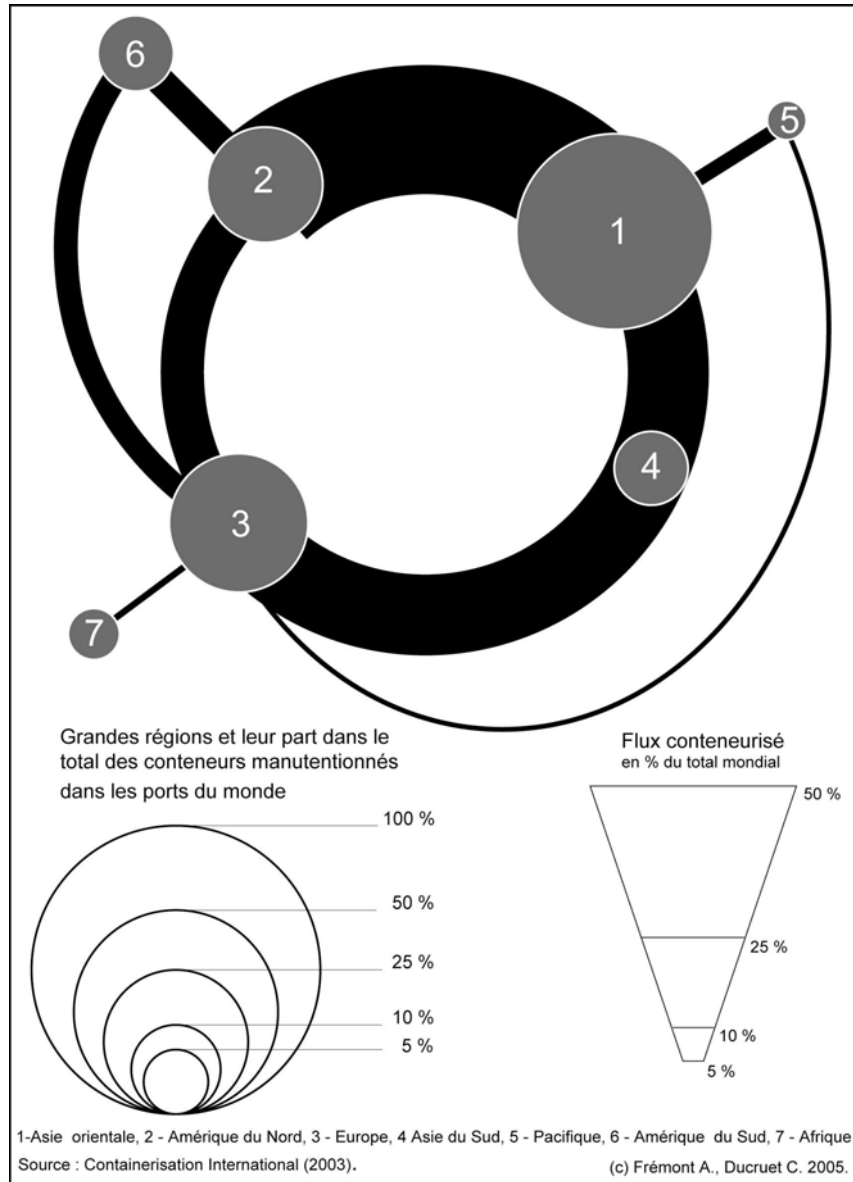 6
5
2
1
4
3
7
Grandes régions et leur part dans le
total des conteneurs manutentionnés
dans les ports du monde
100 %
50 %
25 %
10 %
5 %
Flux conteneurisé
en % du total mondial
50 %
25 %
10 %
5 %
1-Asie orientale, 2 - Amérique du Nord, 3 - Europe, 4 Asie du Sud, 5 - Pacifique, 6 - Amérique du Sud, 7 - Afrique
Source : Containerisation International (2003).
(c) Frémont A., Ducruet C. 2005.